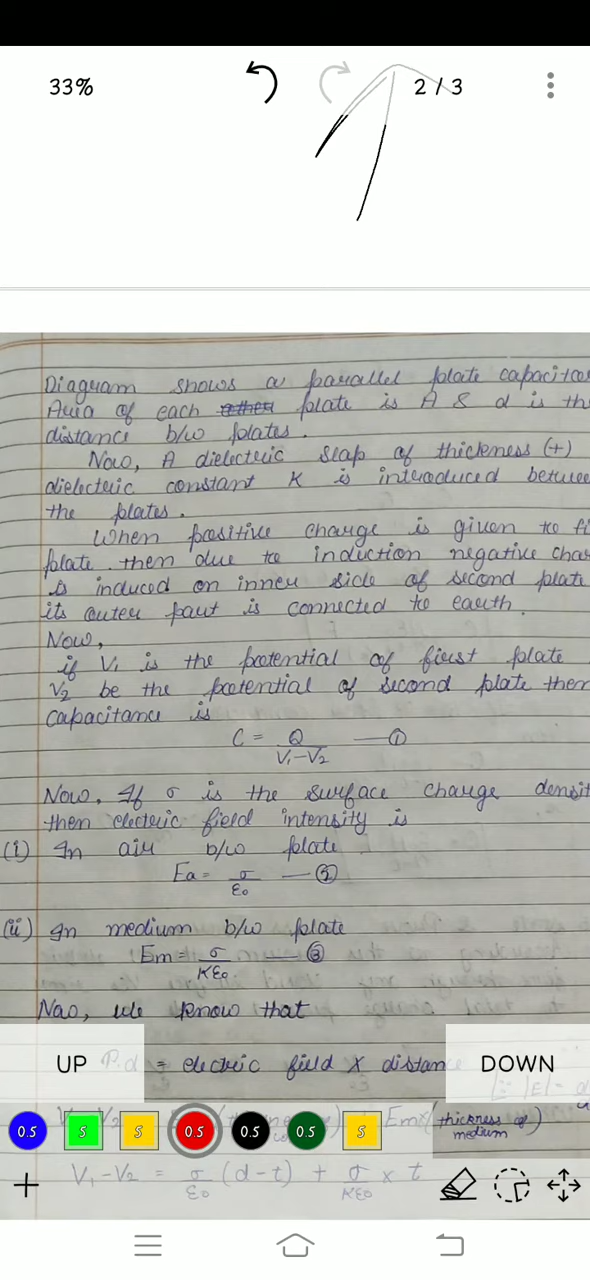 33%
2 / 3
Diagram shows a parallel plate capacitor
Area of each plate is A & d is the
distance b/w plates.
Now, A dielectric slap of thickness (t)
dielectric constant K is introduced between
the plates.
When positive charge is given to fi
plate then due to induction negative char
is induced on inner side of second plate
its outer part is connected to earth.
Now,
if V₁ is the potential of first plate
V₂ be the potential of second plate then
capacitance is
C = Q / V₁-V₂ — ①
Now, If σ is the surface charge densit
then electric field intensity is
(i) In air b/w plate
Ea = σ / ε₀ — ②
(ii) In medium b/w plate
Em = σ / Kε₀ — ③
Now, we know that
UP
P.d = electric field × distanc
DOWN
Em×(thickness of medium)
0.5
5
5
0.5
0.5
0.5
5
V₁-V₂ = σ/ε₀ (d-t) + σ/Kε₀ × t